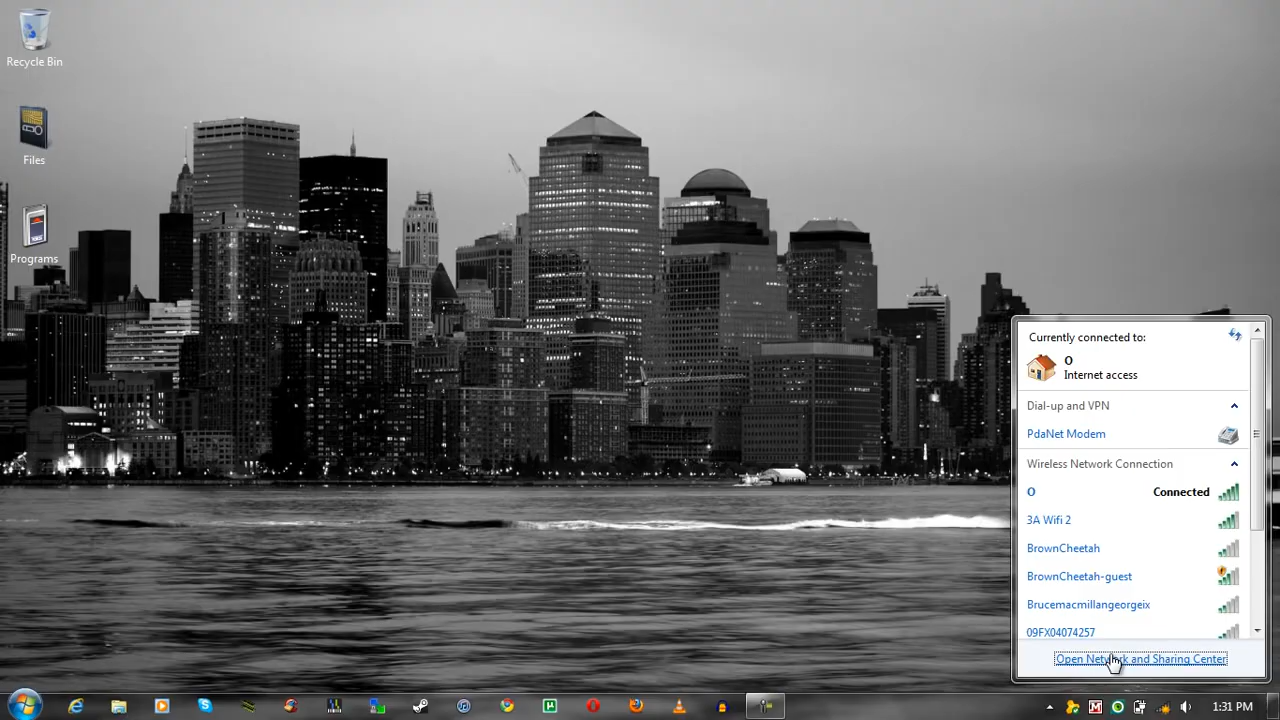 Recycle Bin
Files
Programs
Currently connected to:
O
Internet access
Dial-up and VPN
PdaNet Modem
Wireless Network Connection
O Connected
3A Wifi 2
BrownCheetah
BrownCheetah-guest
Brucemacmillangeorgeix
09FX04074257
Open Network and Sharing Center
1:31 PM